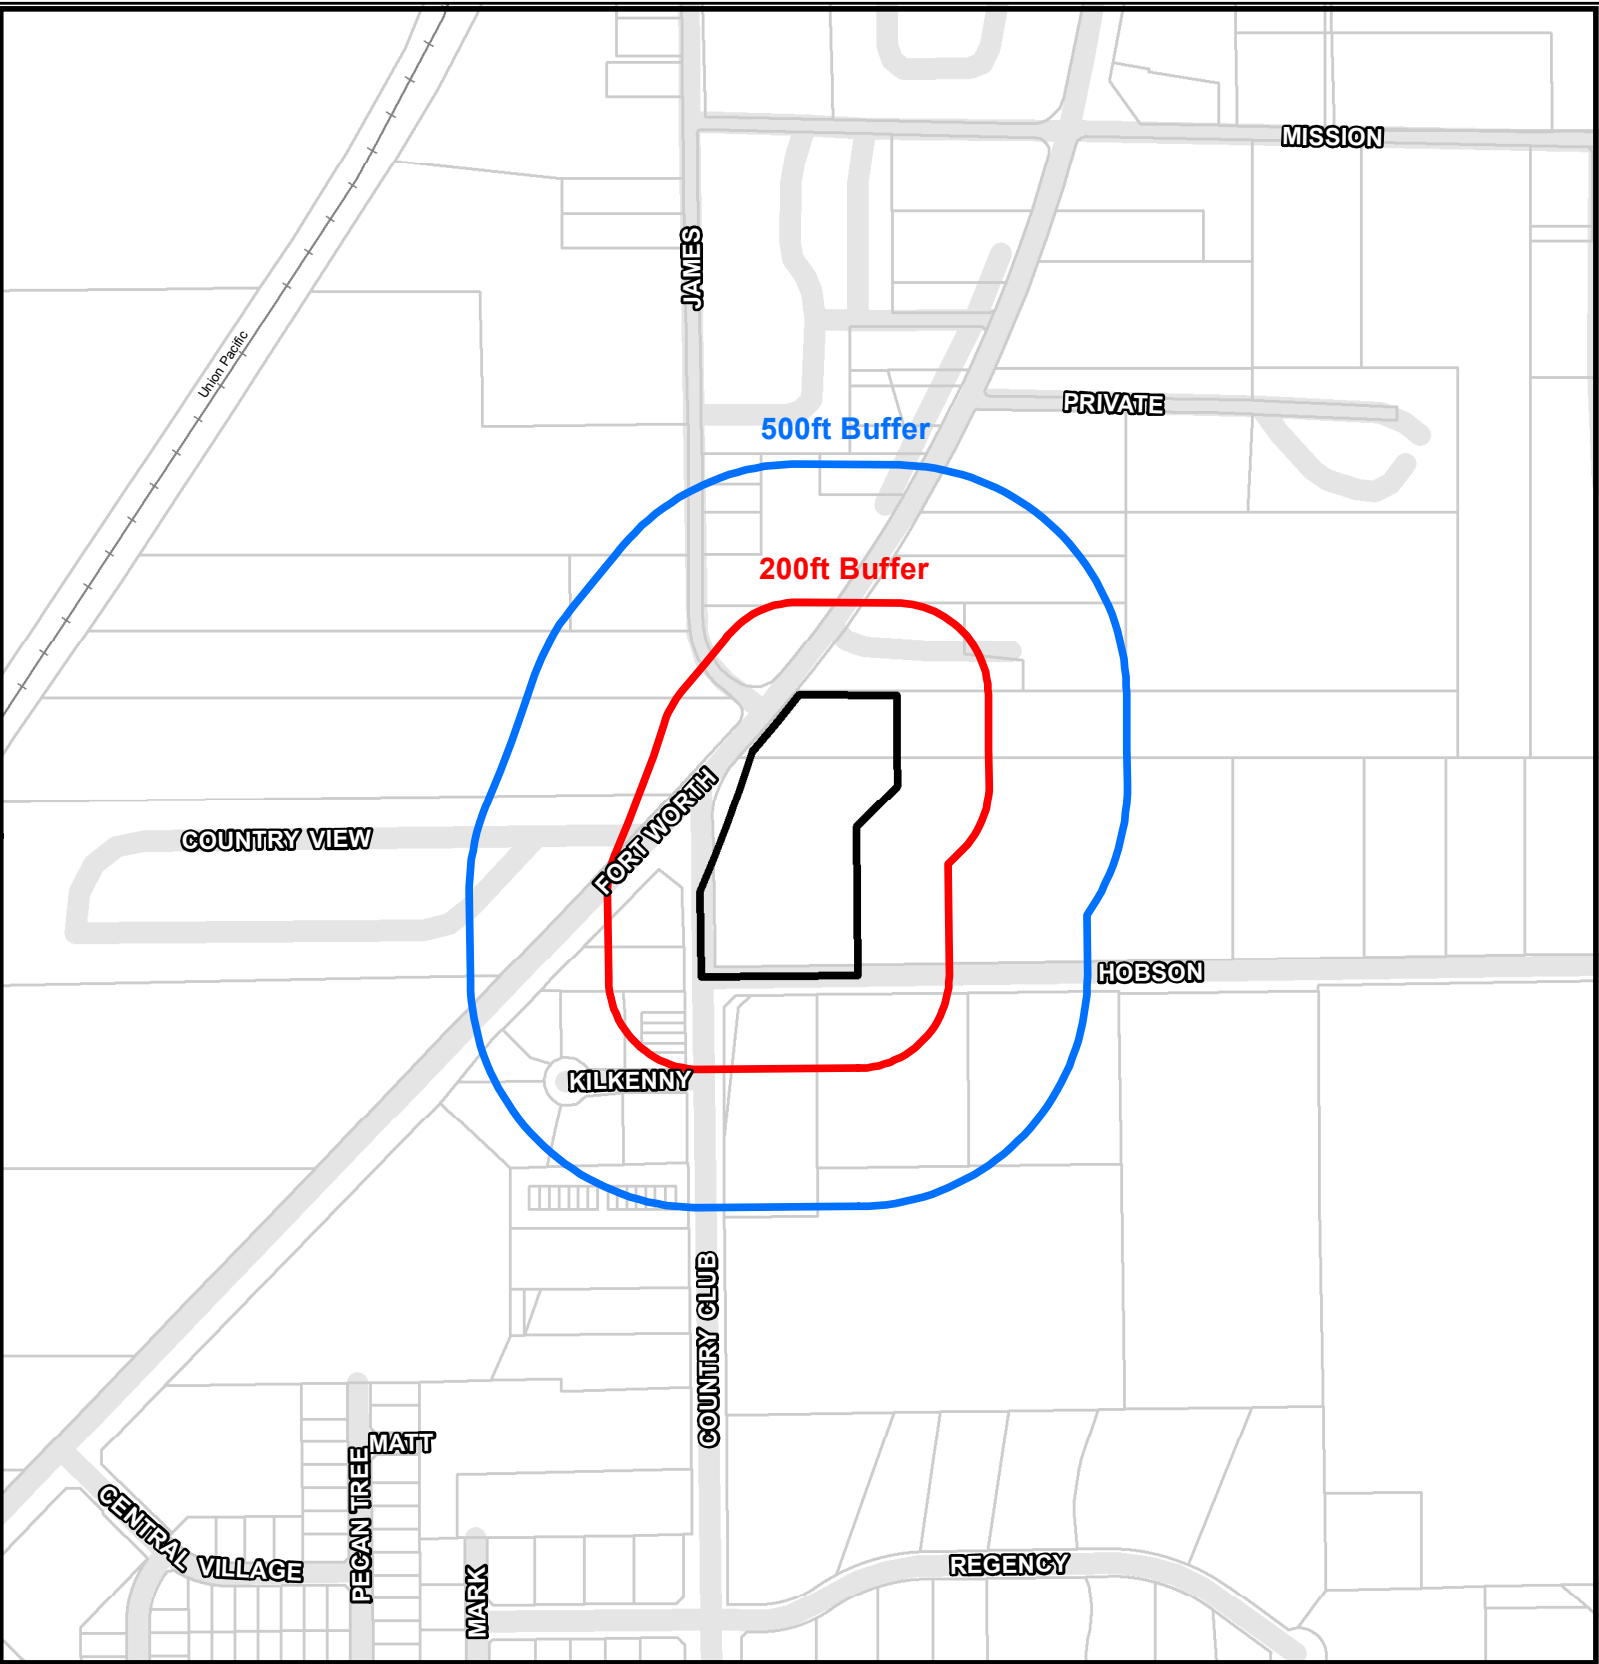 MISSION
JAMES
Union Pacific
PRIVATE
500ft Buffer
200ft Buffer
FORT WORTH
COUNTRY VIEW
HOBSON
KILKENNY
COUNTRY CLUB
MATT
PECAN TREE
CENTRAL VILLAGE
MARK
REGENCY